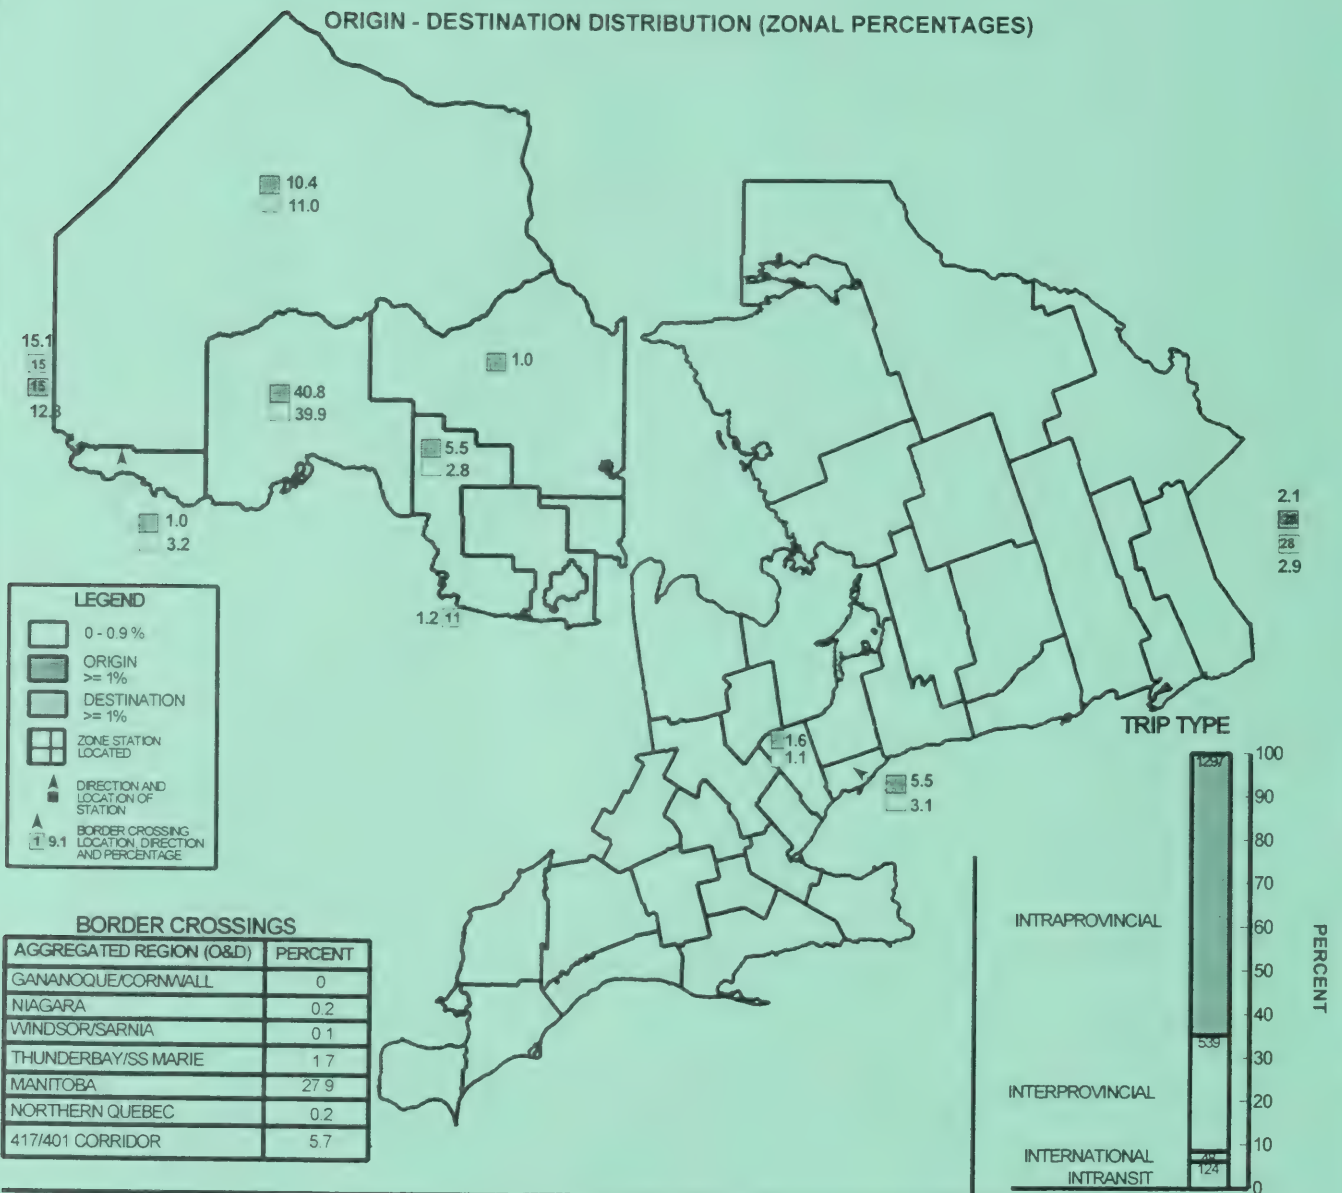 ORIGIN - DESTINATION DISTRIBUTION (ZONAL PERCENTAGES)
10.4
11.0
15.1
15
15
12.3
1.0
40.8
39.9
5.5
2.8
1.0
3.2
1.2 11
2.1
28
2.9
1.6
1.1
5.5
3.1
LEGEND
0 - 0.9 %
ORIGIN
>= 1%
DESTINATION
>= 1%
ZONE STATION
LOCATED
DIRECTION AND
LOCATION OF
STATION
1 9.1 BORDER CROSSING
LOCATION, DIRECTION
AND PERCENTAGE
BORDER CROSSINGS
AGGREGATED REGION (O&D) PERCENT
GANANOQUE/CORNWALL 0
NIAGARA 0.2
WINDSOR/SARNIA 0 1
THUNDERBAY/SS MARIE 1 7
MANITOBA 27 9
NORTHERN QUEBEC 0.2
417/401 CORRIDOR 5.7
TRIP TYPE
1297
539
124
100
90
80
70
60
50
40
30
20
10
0
PERCENT
INTRAPROVINCIAL
INTERPROVINCIAL
INTERNATIONAL
INTRANSIT